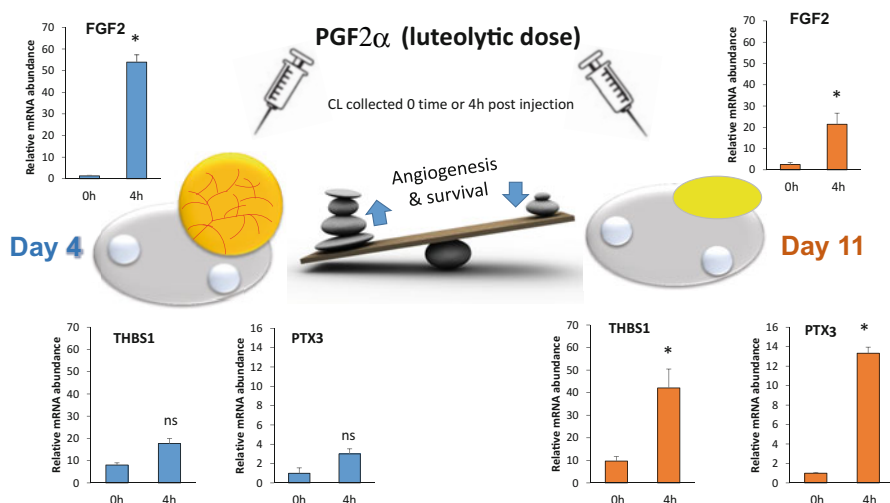 PGF2α (luteolytic dose)
CL collected 0 time or 4h post injection
FGF2
Relative mRNA abundance
70
60
50
40
30
20
10
0
*
0h 4h
FGF2
Relative mRNA abundance
70
60
50
40
30
20
10
0
*
0h 4h
Angiogenesis
& survival
Day 4
Day 11
THBS1
Relative mRNA abundance
70
60
50
40
30
20
10
0
ns
0h 4h
PTX3
Relative mRNA abundance
16
14
12
10
8
6
4
2
0
ns
0h 4h
THBS1
Relative mRNA abundance
70
60
50
40
30
20
10
0
*
0h 4h
PTX3
Relative mRNA abundance
16
14
12
10
8
6
4
2
0
*
0h 4h